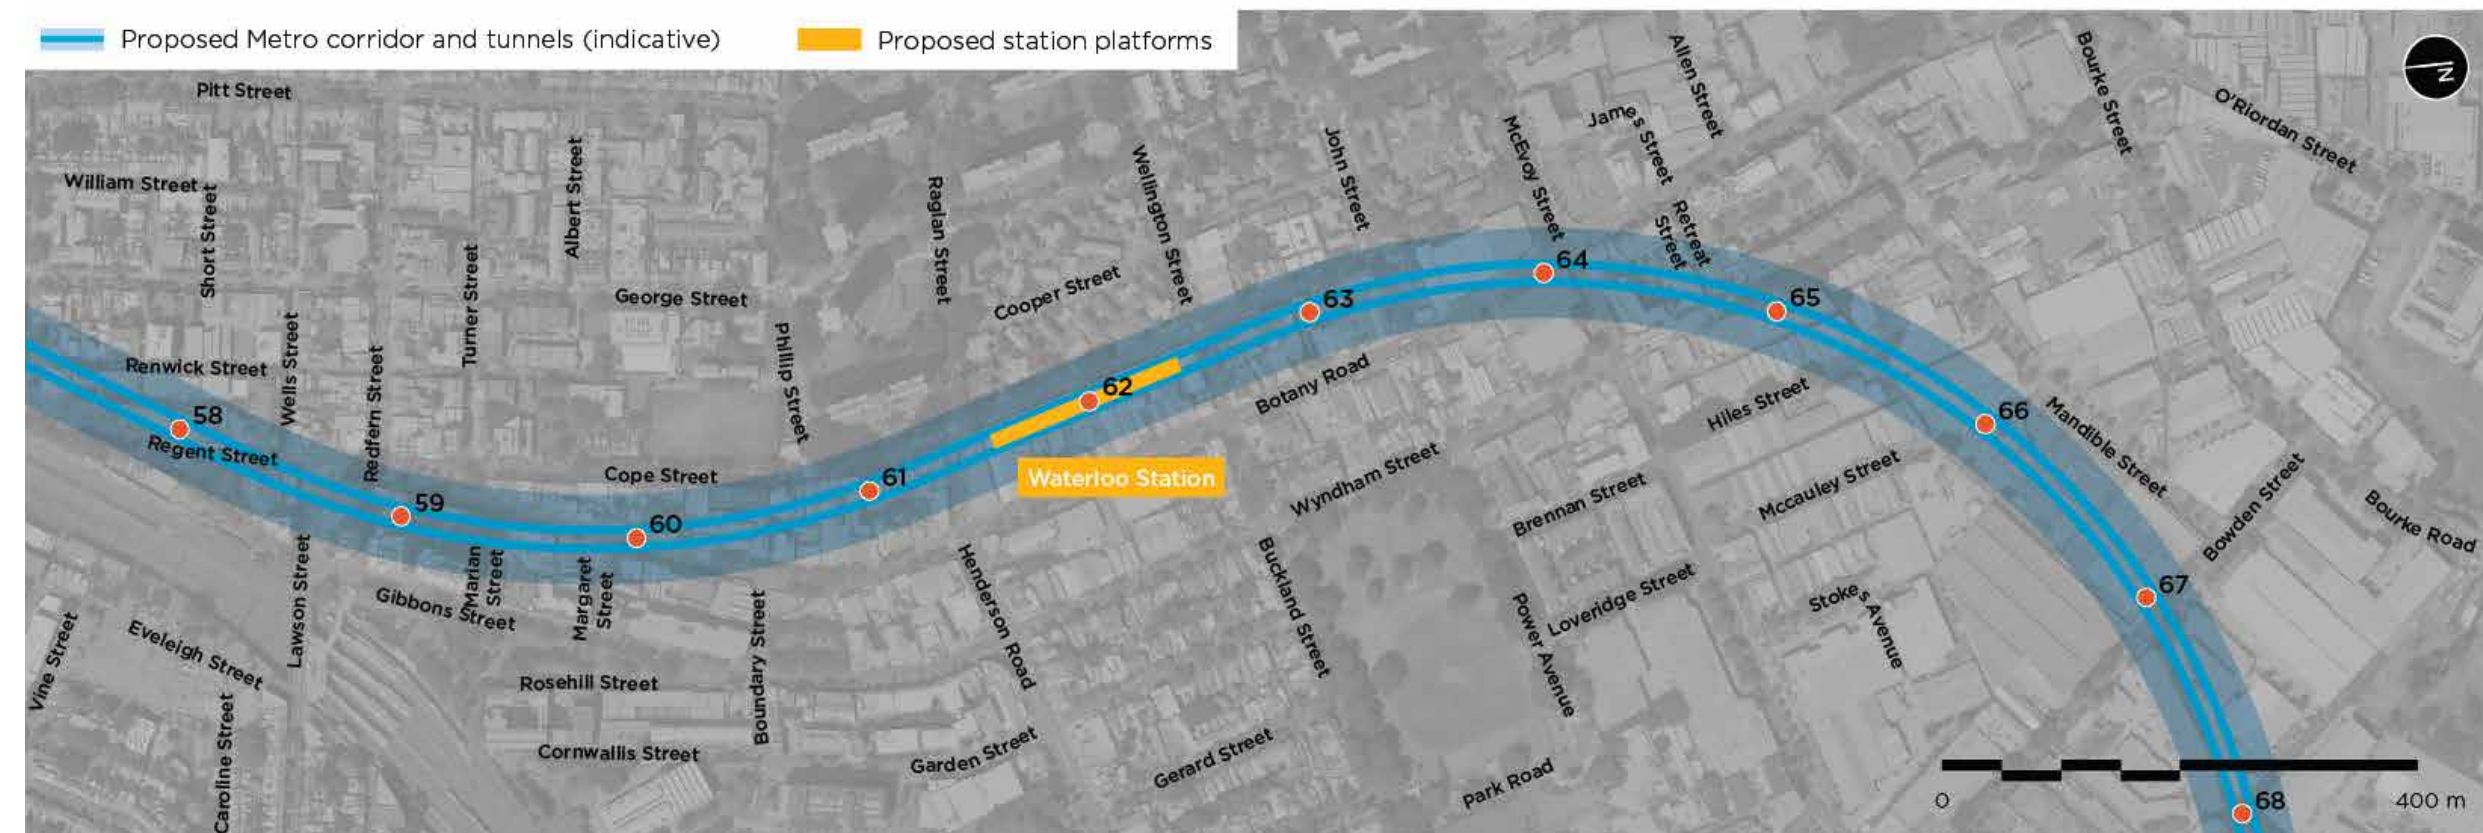 Proposed Metro corridor and tunnels (indicative)
Proposed station platforms
Pitt Street
William Street
Short Street
Albert Street
Turner Street
Wells Street
Redfern Street
Renwick Street
George Street
Phillip Street
Raglan Street
Cooper Street
Wellington Street
John Street
McEvoy Street
James Street
Allen Street
Retreat
Street
Bourke Street
O'Riordan Street
N
58
Regent Street
59
Cope Street
60
61
62
63
64
65
66
67
68
Waterloo Station
Botany Road
Wyndham Street
Hiles Street
Mccauley Street
Brennan Street
Loveridge Street
Power Avenue
Stokes Avenue
Mandible Street
Bowden Street
Bourke Road
Lawson Street
Gibbons Street
Marian
Street
Margaret
Street
Boundary Street
Henderson Road
Buckland Street
Vine Street
Eveleigh Street
Caroline Street
Rosehill Street
Cornwallis Street
Garden Street
Gerard Street
Park Road
0
400 m